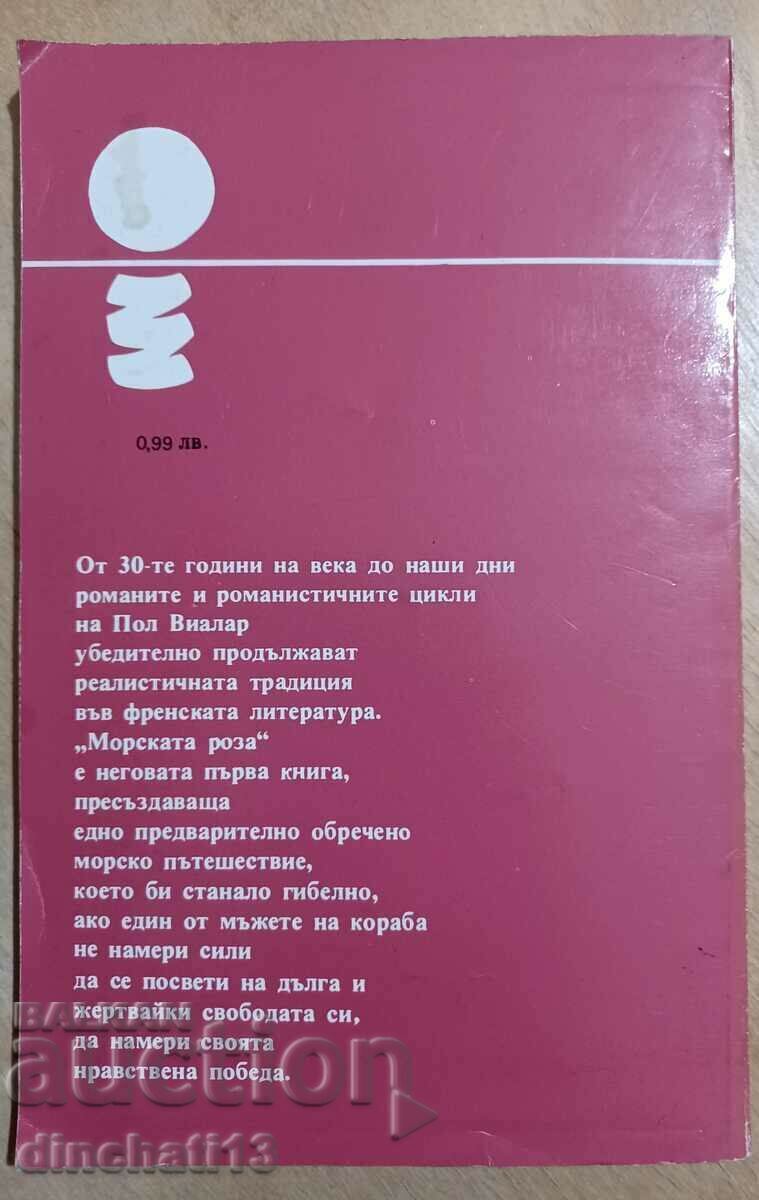 0,99 лв.
От 30-те години на века до наши дни
романите и романистичните цикли
на Пол Виалар
убедително продължават
реалистичната традиция
във френската литература.
„Морската роза“
е неговата първа книга,
пресъздаваща
едно предварително обречено
морско пътешествие,
което би станало гибелно,
ако един от мъжете на кораба
не намери сили
да се посвети на дълга и
жертвайки свободата си,
да намери своята
нравствена победа.
BALKAN
auction
dinchati13